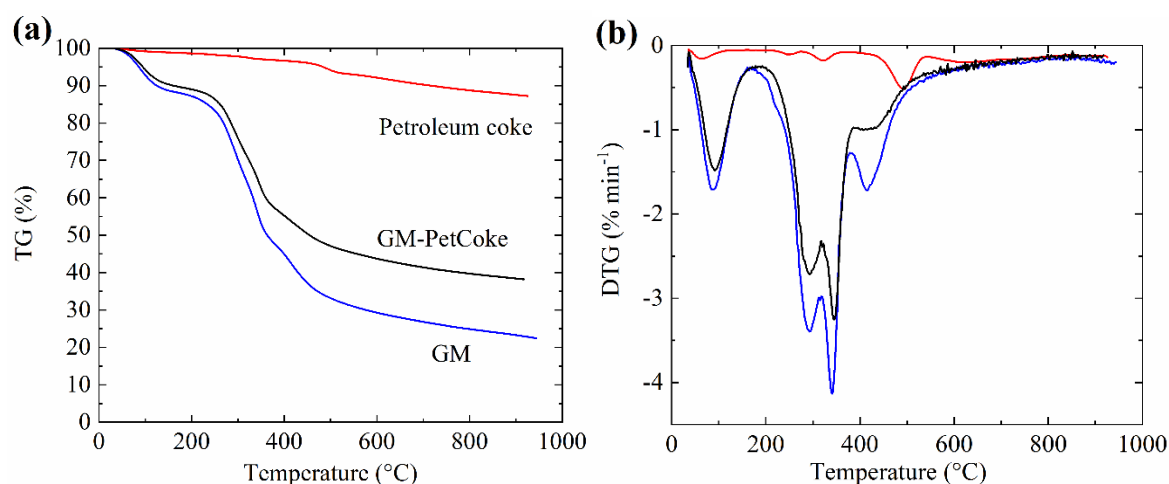 (a)
100
90
80
70
60
50
40
30
20
10
0
TG (%)
Petroleum coke
GM-PetCoke
GM
0 200 400 600 800 1000
Temperature (°C)
(b)
0
-1
-2
-3
-4
DTG (% min-1)
0 200 400 600 800 1000
Temperature (°C)